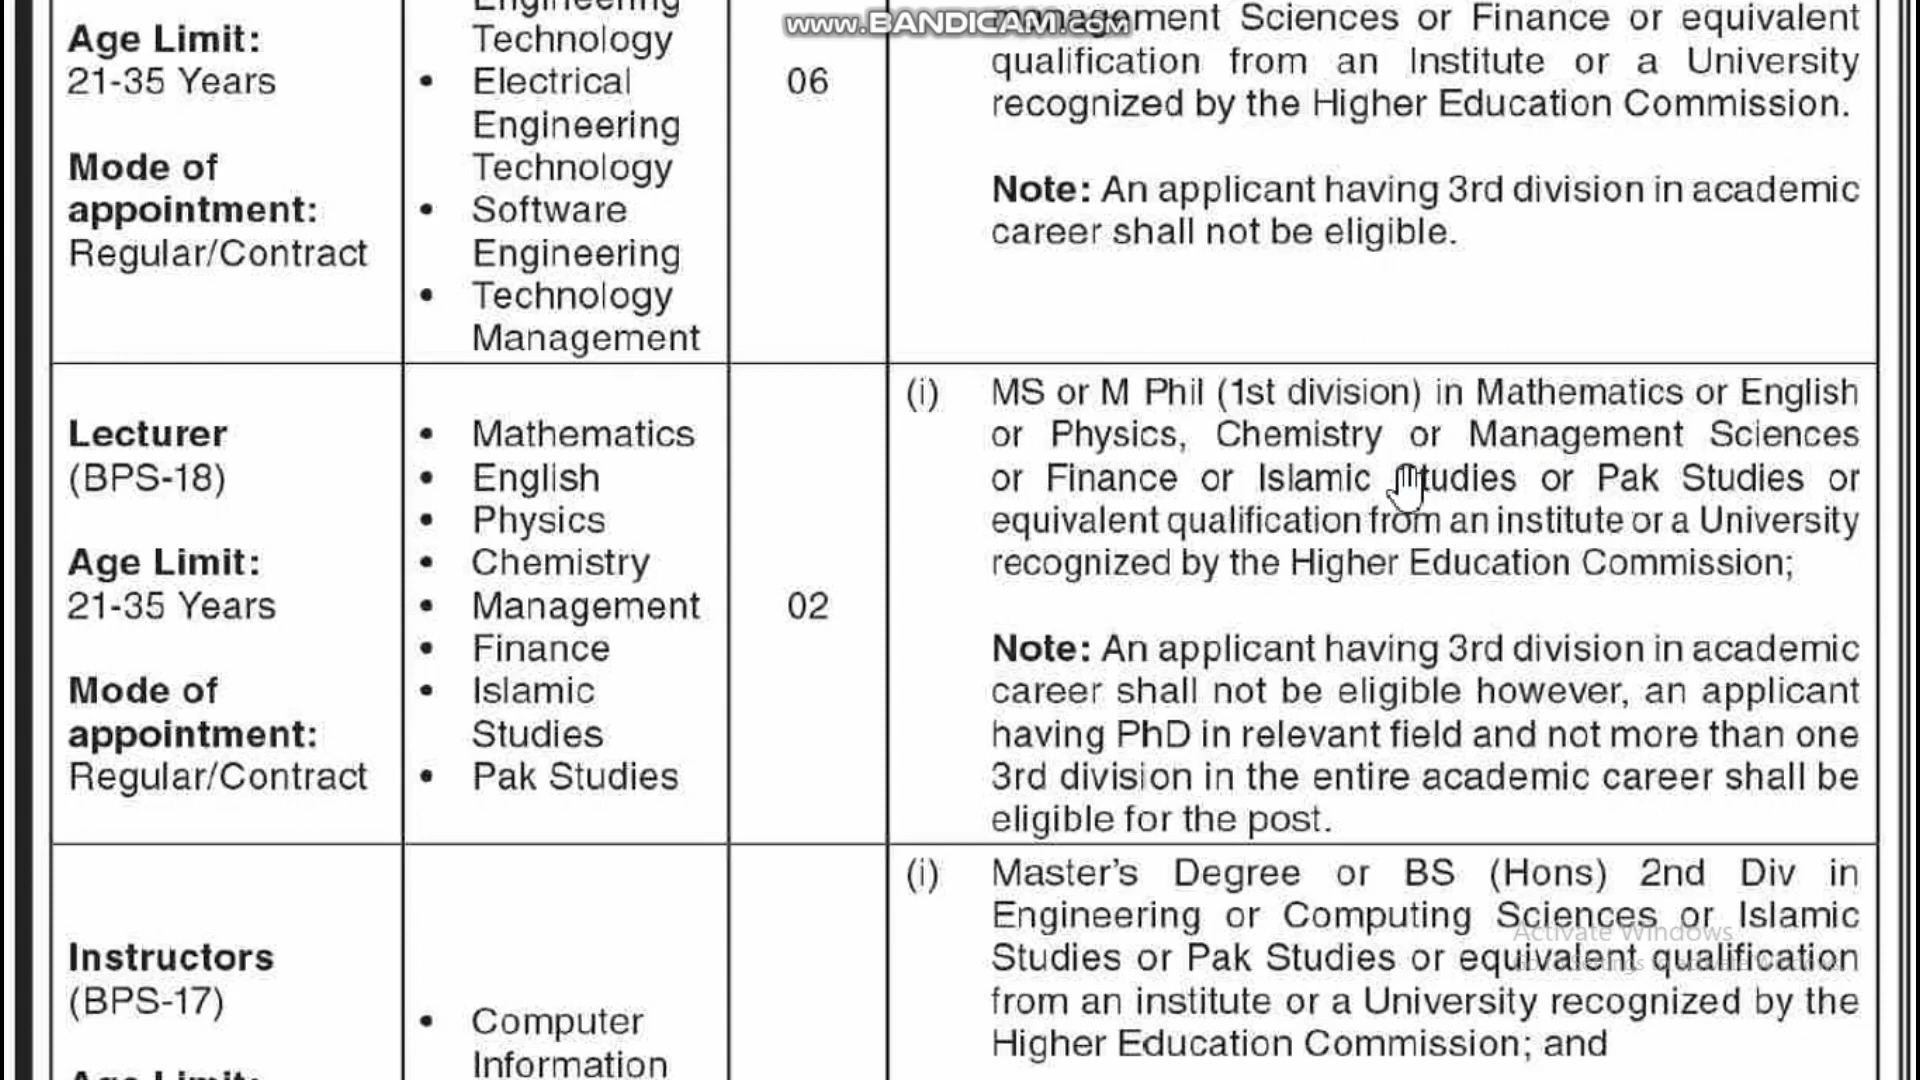 www.BANDICAM.com
Age Limit:
21-35 Years
Mode of
appointment:
Regular/Contract
Engineering
Technology
• Electrical
Engineering
Technology
• Software
Engineering
• Technology
Management
06
management Sciences or Finance or equivalent
qualification from an Institute or a University
recognized by the Higher Education Commission.
Note: An applicant having 3rd division in academic
career shall not be eligible.
Lecturer
(BPS-18)
Age Limit:
21-35 Years
Mode of
appointment:
Regular/Contract
• Mathematics
• English
• Physics
• Chemistry
• Management
• Finance
• Islamic
Studies
• Pak Studies
02
(i) MS or M Phil (1st division) in Mathematics or English
or Physics, Chemistry or Management Sciences
or Finance or Islamic Studies or Pak Studies or
equivalent qualification from an institute or a University
recognized by the Higher Education Commission;
Note: An applicant having 3rd division in academic
career shall not be eligible however, an applicant
having PhD in relevant field and not more than one
3rd division in the entire academic career shall be
eligible for the post.
Instructors
(BPS-17)
Age Limit:
• Computer
Information
(i) Master's Degree or BS (Hons) 2nd Div in
Engineering or Computing Sciences or Islamic
Studies or Pak Studies or equivalent qualification
from an institute or a University recognized by the
Higher Education Commission; and
Activate Windows
Go to Settings to activate Windows.